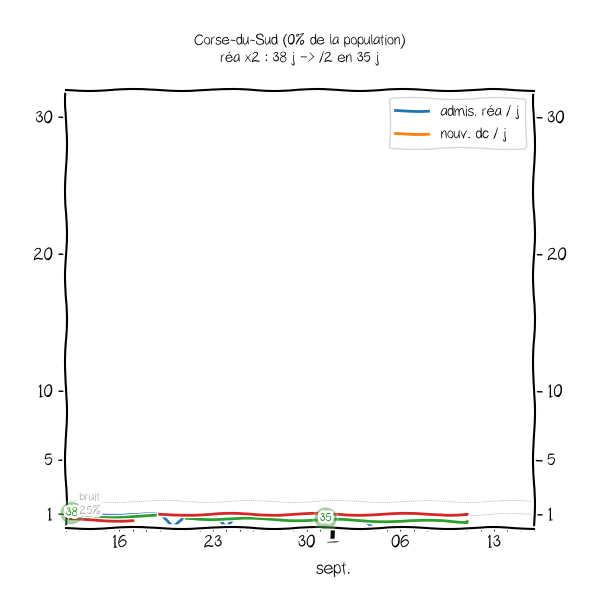 Corse-du-Sud (0% de la population)
réa x2 : 38 j -> /2 en 35 j
admis. réa / j
nouv. dc / j
30 30
20 20
10 10
5 5
bruit
25%
38
35
1 1
16 23 30 06 13
sept.